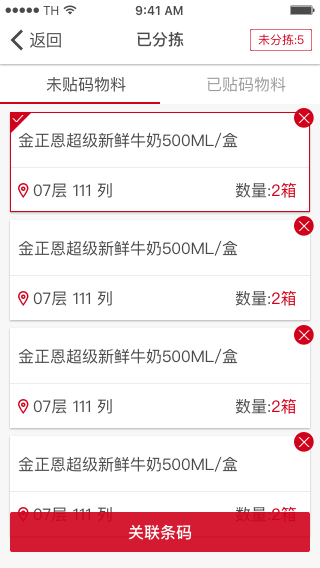 TH 9:41 AM
返回 已分拣 未分拣:5
未贴码物料 已贴码物料
金正恩超级新鲜牛奶500ML/盒
07层 111 列 数量:2箱
金正恩超级新鲜牛奶500ML/盒
07层 111 列 数量:2箱
金正恩超级新鲜牛奶500ML/盒
07层 111 列 数量:2箱
金正恩超级新鲜牛奶500ML/盒
07层 111 列 数量:2箱
关联条码